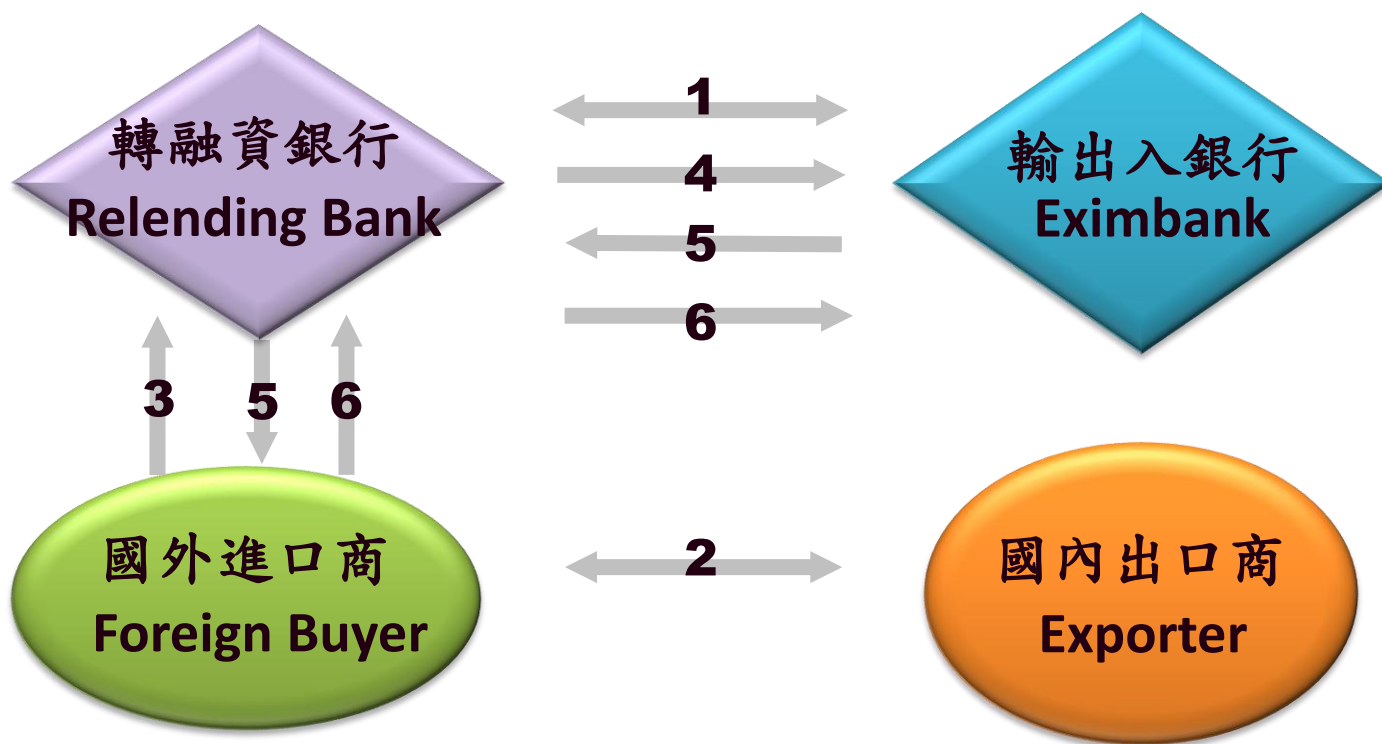 轉融資銀行
Relending Bank
1
4
5
6
輸出入銀行
Eximbank
3
5
6
國外進口商
Foreign Buyer
2
國內出口商
Exporter